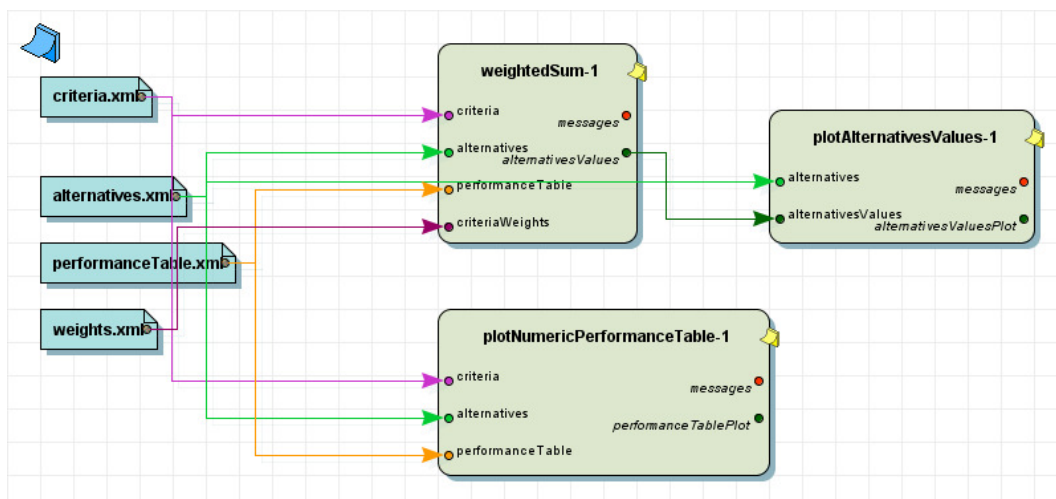 criteria.xml
alternatives.xml
performanceTable.xml
weights.xml
weightedSum-1
criteria
messages
alternatives
alternativesValues
performanceTable
criteriaWeights
plotAlternativesValues-1
alternatives
messages
alternativesValues
alternativesValuesPlot
plotNumericPerformanceTable-1
criteria
messages
alternatives
performanceTablePlot
performanceTable